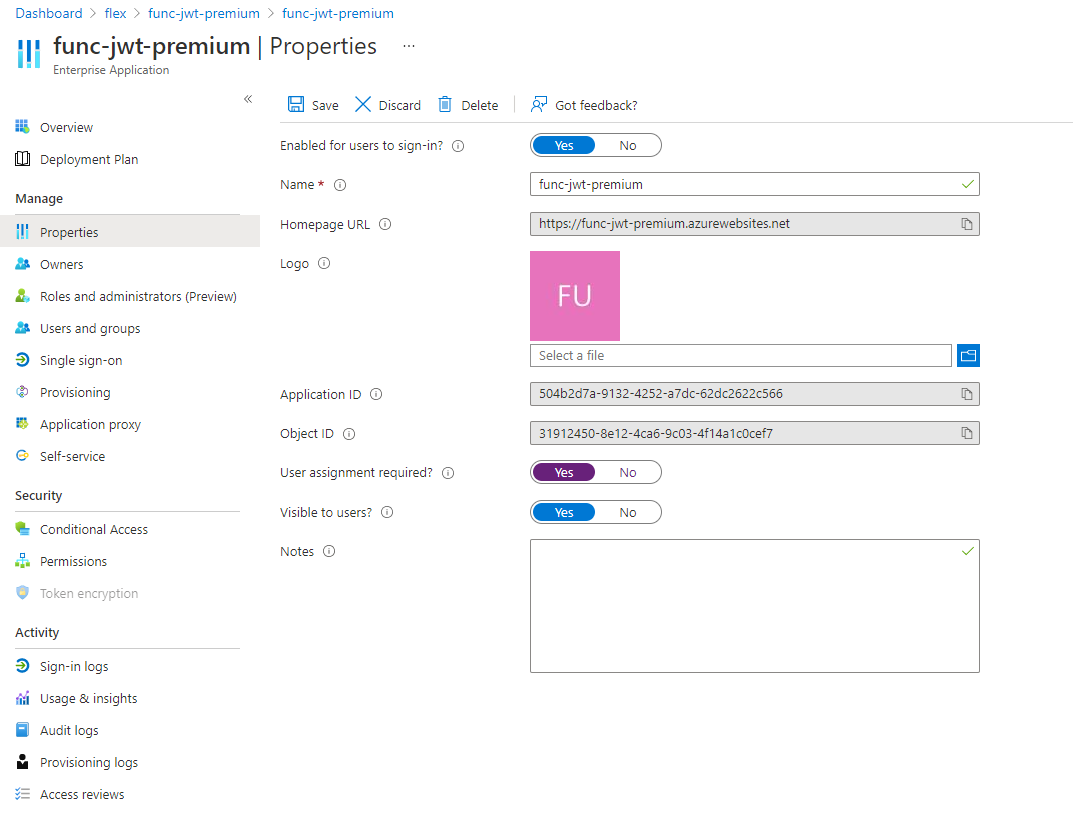 Dashboard > flex > func-jwt-premium > func-jwt-premium
func-jwt-premium | Properties ...
Enterprise Application
«
Save Discard Delete Got feedback?
Overview
Deployment Plan
Manage
Properties
Owners
Roles and administrators (Preview)
Users and groups
Single sign-on
Provisioning
Application proxy
Self-service
Security
Conditional Access
Permissions
Token encryption
Activity
Sign-in logs
Usage & insights
Audit logs
Provisioning logs
Access reviews
Enabled for users to sign-in? Yes No
Name * func-jwt-premium
Homepage URL https://func-jwt-premium.azurewebsites.net
Logo
FU
Select a file
Application ID 504b2d7a-9132-4252-a7dc-62dc2622c566
Object ID 31912450-8e12-4ca6-9c03-4f14a1c0cef7
User assignment required? Yes No
Visible to users? Yes No
Notes